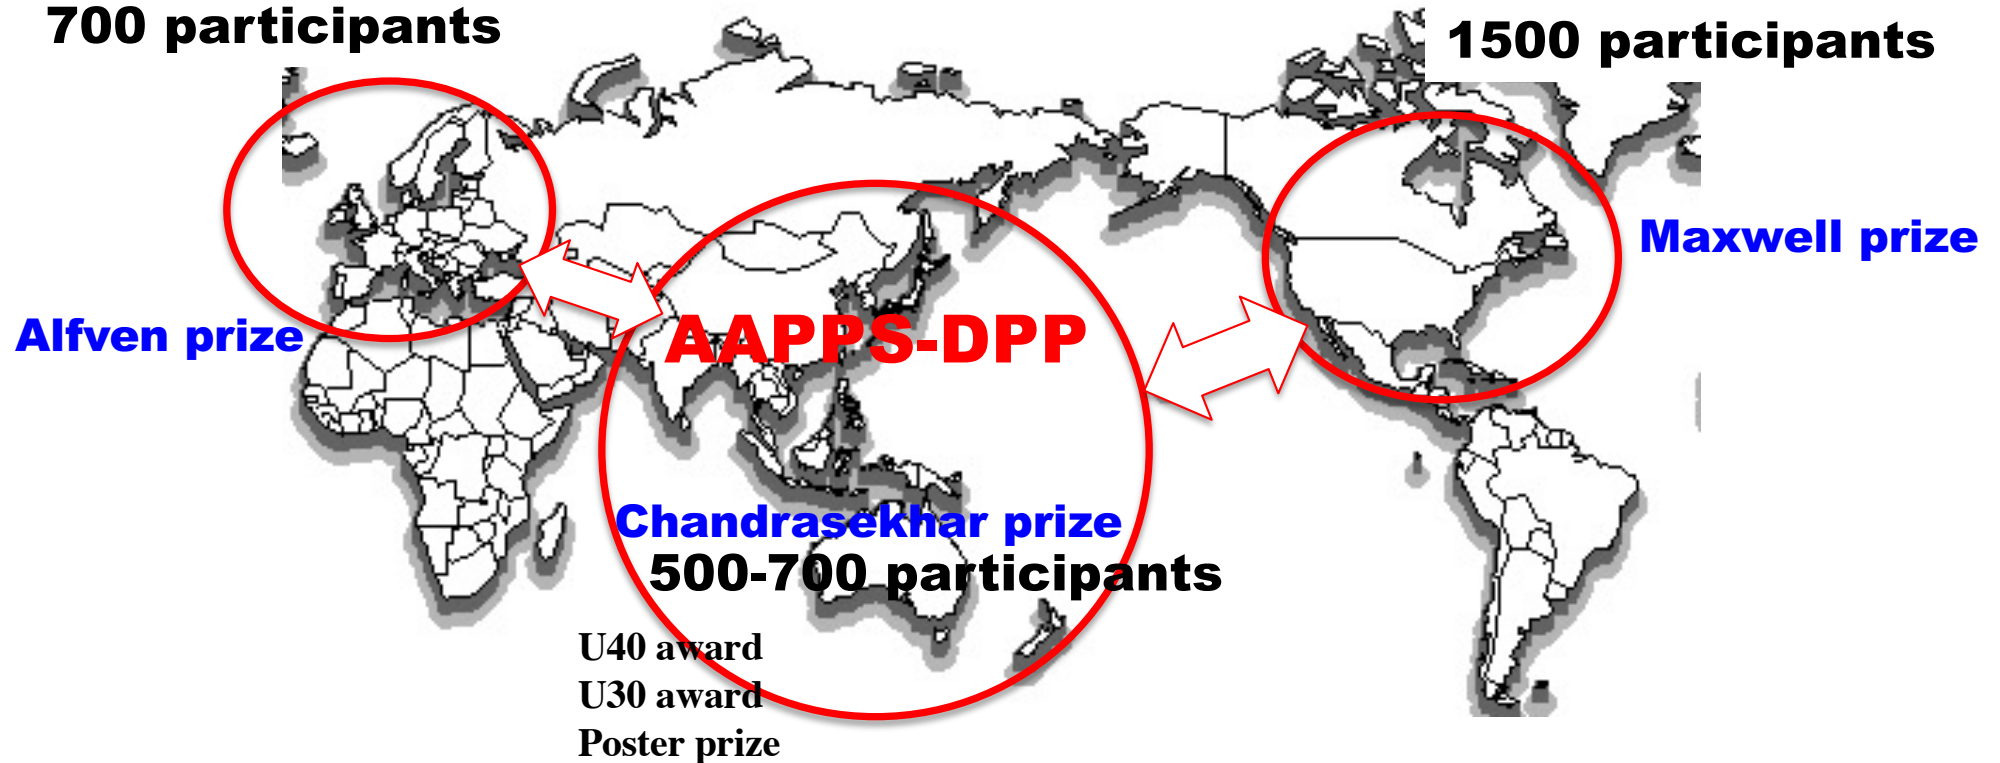 700 participants
1500 participants
Maxwell prize
Alfven prize
AAPPS-DPP
Chandrasekhar prize
500-700 participants
U40 award
U30 award
Poster prize